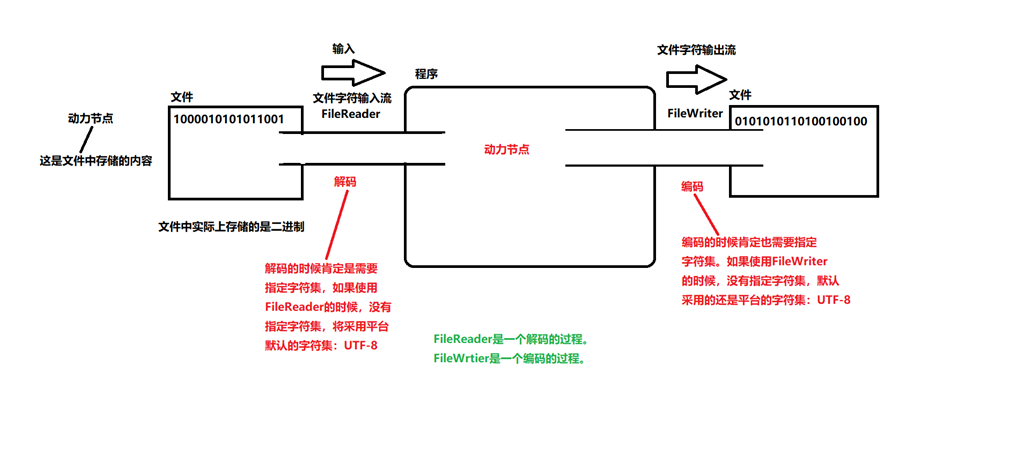 输入
文件字符输出流
程序
文件
文件字符输入流
FileReader
FileWriter
文件
动力节点
1000010101011001
0101010110100100100
动力节点
这是文件中存储的内容
解码
编码
文件中实际上存储的是二进制
解码的时候肯定是需要
指定字符集，如果使用
FileReader的时候，没有
指定字符集，将采用平台
默认的字符集：UTF-8
编码的时候肯定也需要指定
字符集。如果使用FileWriter
的时候，没有指定字符集，默认
采用的还是平台的字符集：UTF-8
FileReader是一个解码的过程。
FileWrtier是一个编码的过程。